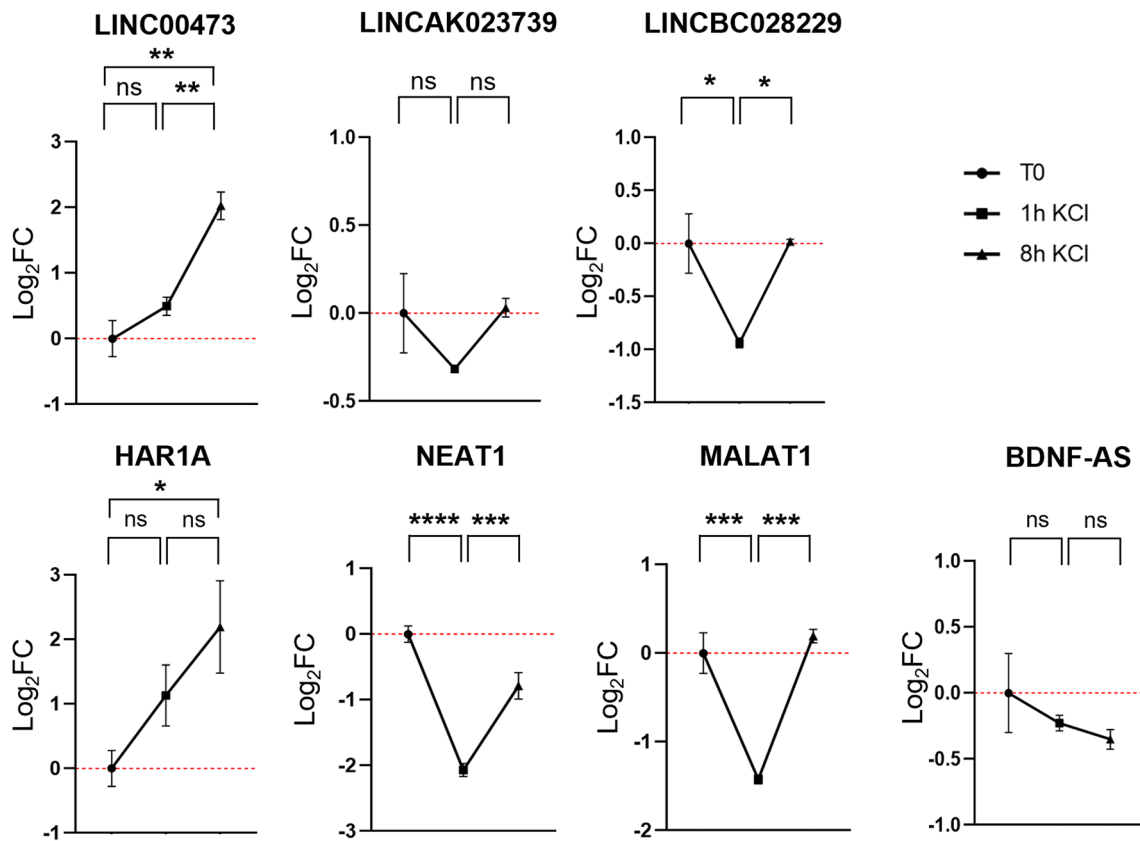 LINC00473
LINCAK023739
LINCBC028229
**
ns
**
ns
ns
*
*
Log₂FC
3
2
1
0
-1
Log₂FC
1.0
0.5
0.0
-0.5
Log₂FC
1.0
0.5
0.0
-0.5
-1.0
-1.5
T0
1h KCl
8h KCl
HAR1A
NEAT1
MALAT1
BDNF-AS
*
ns
ns
****
***
***
***
ns
ns
Log₂FC
3
2
1
0
-1
Log₂FC
1
0
-1
-2
-3
Log₂FC
1
0
-1
-2
Log₂FC
1.0
0.5
0.0
-0.5
-1.0